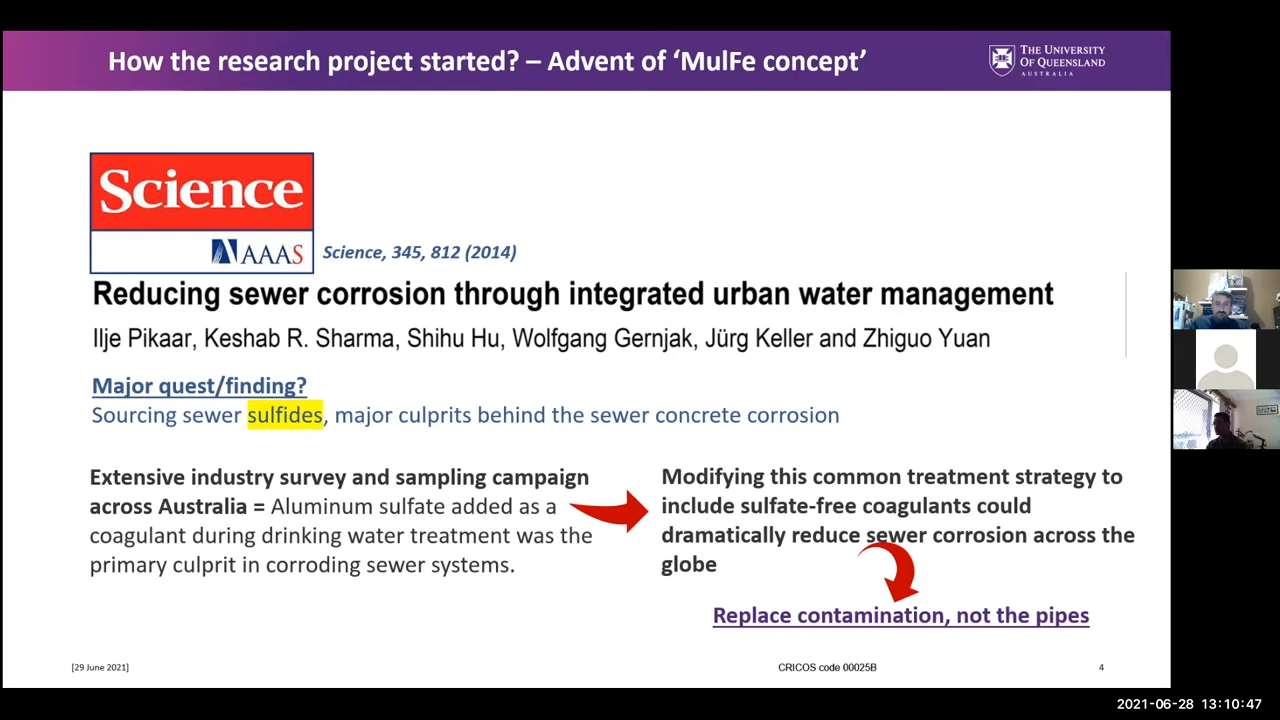 How the research project started? – Advent of ‘MulFe concept’
THE UNIVERSITY
OF QUEENSLAND
AUSTRALIA
Science
AAAS
Science, 345, 812 (2014)
Reducing sewer corrosion through integrated urban water management
Ilje Pikaar, Keshab R. Sharma, Shihu Hu, Wolfgang Gernjak, Jürg Keller and Zhiguo Yuan
Major quest/finding?
Sourcing sewer sulfides, major culprits behind the sewer concrete corrosion
Extensive industry survey and sampling campaign
across Australia = Aluminum sulfate added as a
coagulant during drinking water treatment was the
primary culprit in corroding sewer systems.
Modifying this common treatment strategy to
include sulfate-free coagulants could
dramatically reduce sewer corrosion across the
globe
Replace contamination, not the pipes
[29 June 2021]
CRICOS code 00025B
4
2021-06-28 13:10:47